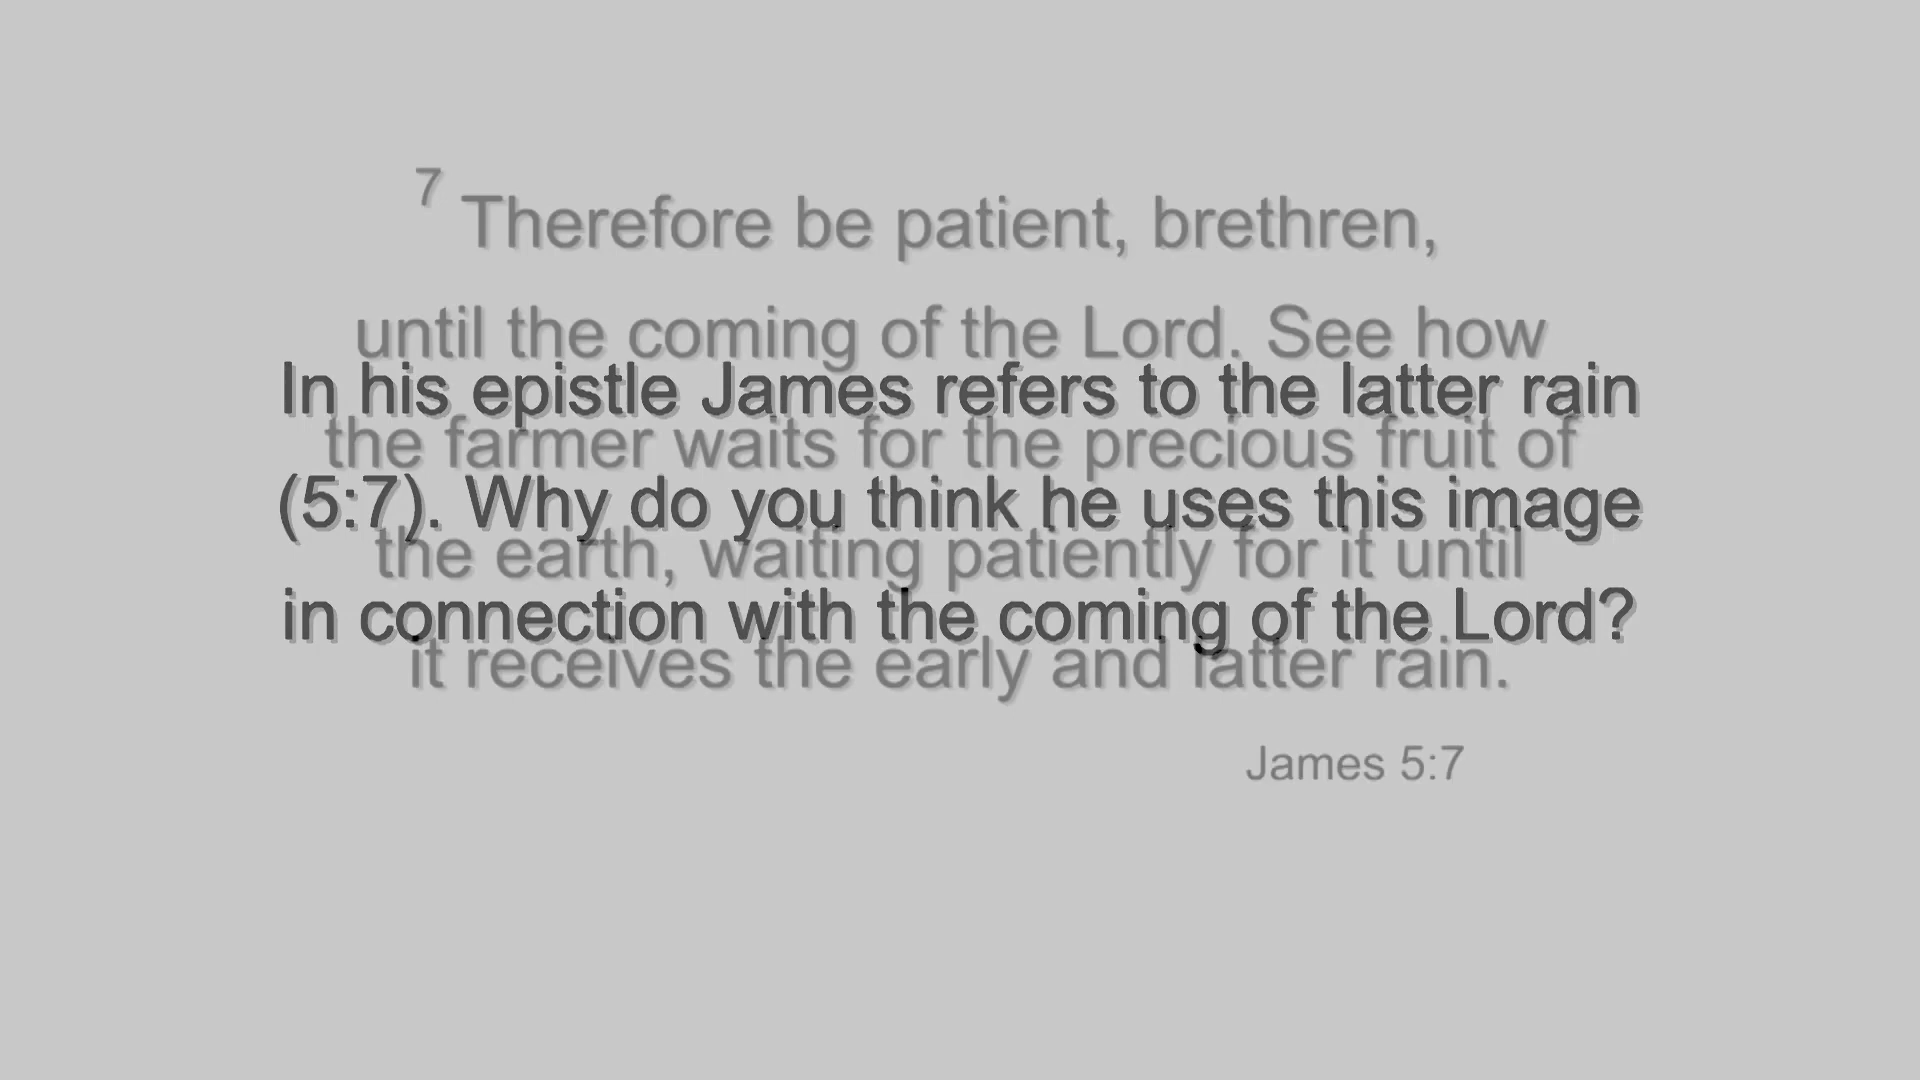 7 Therefore be patient, brethren,
until the coming of the Lord. See how
In his epistle James refers to the latter rain
the farmer waits for the precious fruit of
(5:7). Why do you think he uses this image
the earth, waiting patiently for it until
in connection with the coming of the Lord?
it receives the early and latter rain.
James 5:7